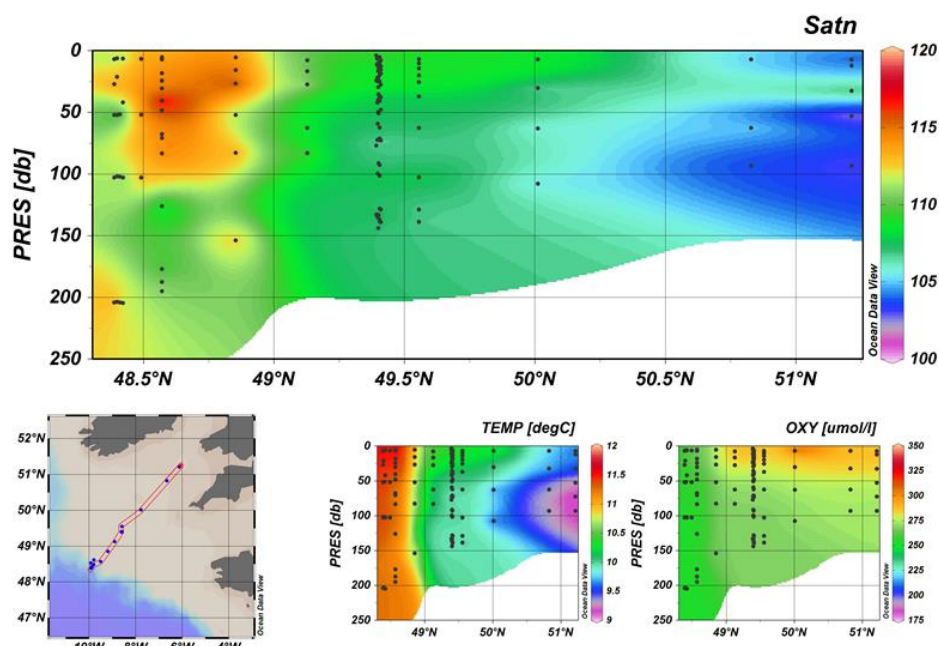 Satn
PRES [db]
0
50
100
150
200
250
48.5°N
49°N
49.5°N
50°N
50.5°N
51°N
Ocean Data View
120
115
110
105
100
52°N
51°N
50°N
49°N
48°N
47°N
Ocean Data View
TEMP [degC]
PRES [db]
0
50
100
150
200
250
49°N
50°N
51°N
Ocean Data View
12
11.5
11
10.5
10
9.5
9
OXY [umol/l]
PRES [db]
0
50
100
150
200
250
49°N
50°N
51°N
Ocean Data View
350
325
300
275
250
225
200
175